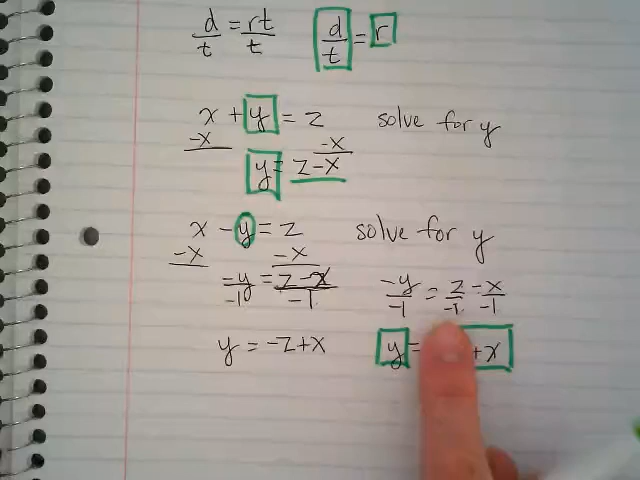 d/t = rt/t    d/t = r
x + y = z    solve for y
-x    -x
y = z - x
x - y = z    solve for y
-x    -x
-y/-1 = z - x/-1    -y/-1 = z/-1 - x/-1
y = -z + x    y = + x